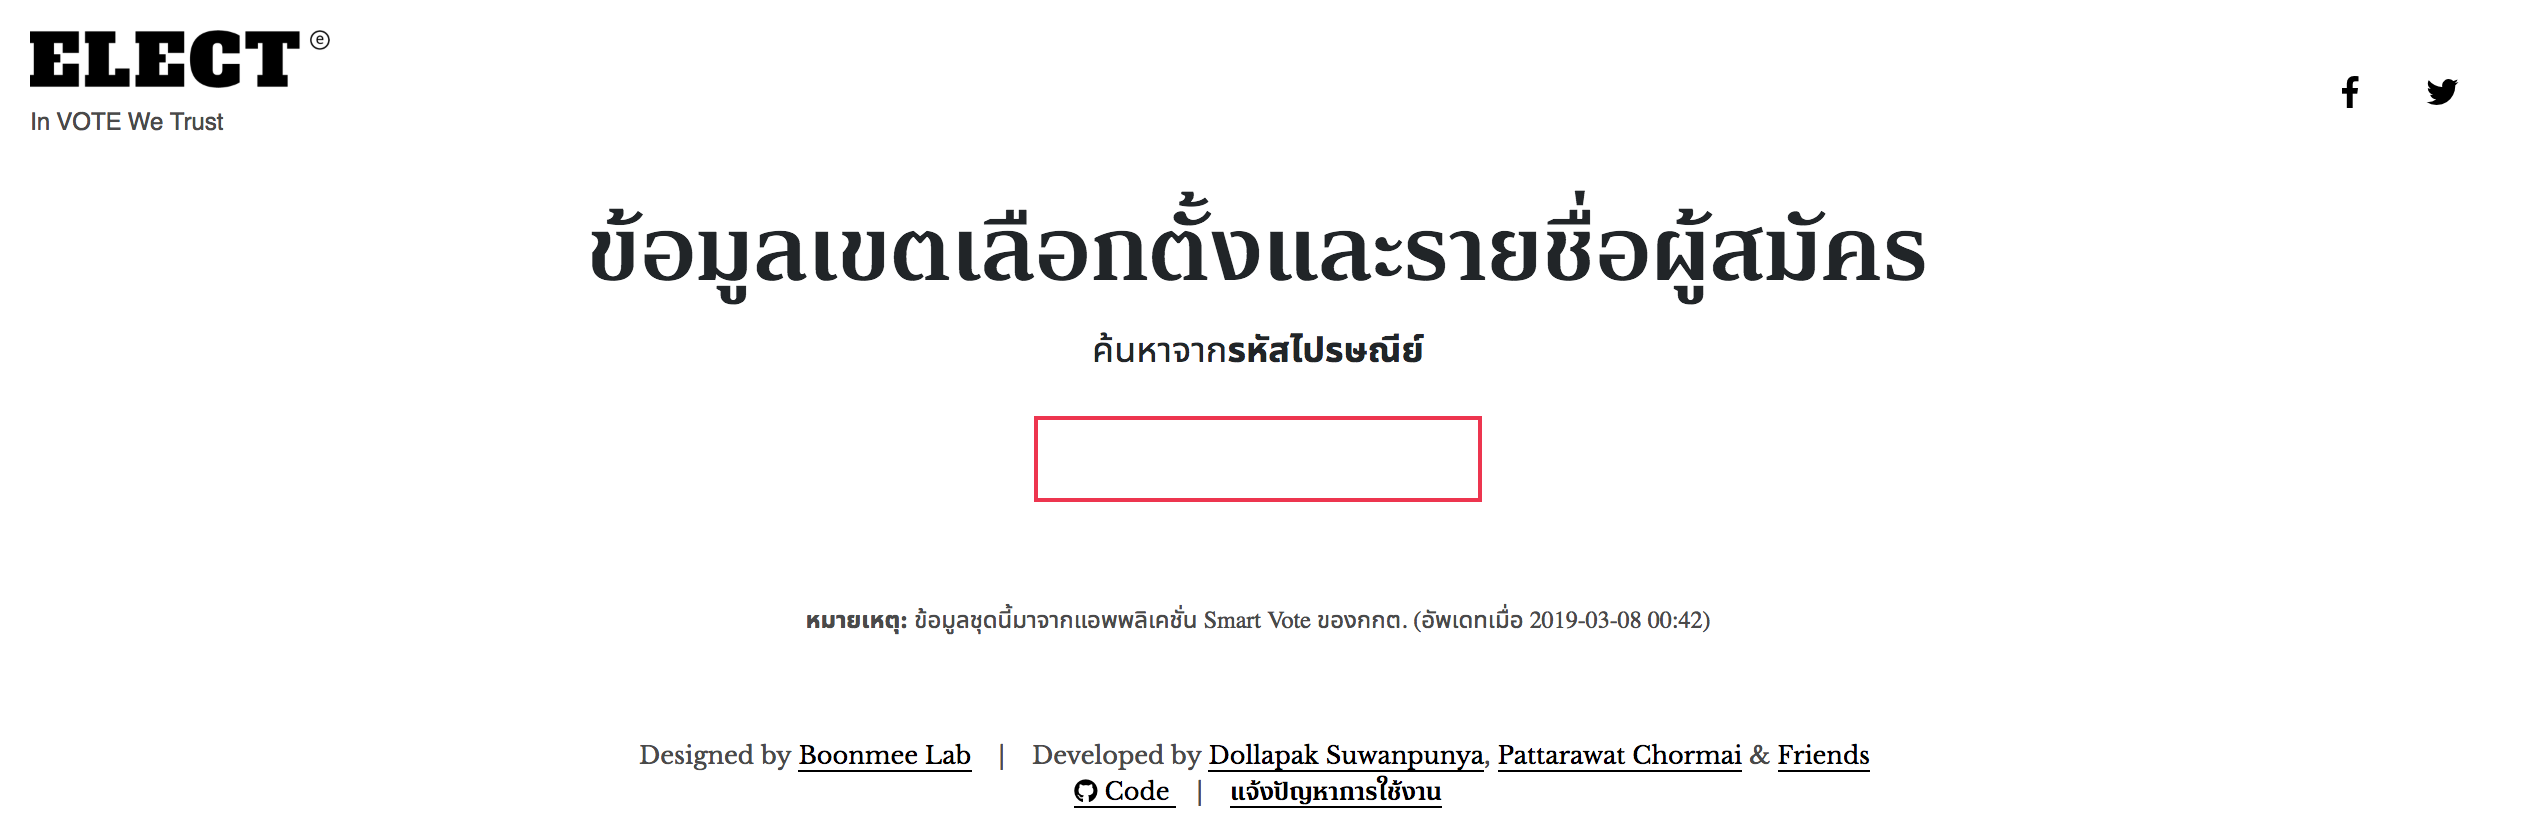 ELECT ⓔ
In VOTE We Trust
ข้อมูลเขตเลือกตั้งและรายชื่อผู้สมัคร
ค้นหาจากรหัสไปรษณีย์
หมายเหตุ: ข้อมูลชุดนี้มาจากแอพพลิเคชั่น Smart Vote ของกกต. (อัพเดทเมื่อ 2019-03-08 00:42)
Designed by Boonmee Lab | Developed by Dollapak Suwanpunya, Pattarawat Chormai & Friends
Code | แจ้งปัญหาการใช้งาน